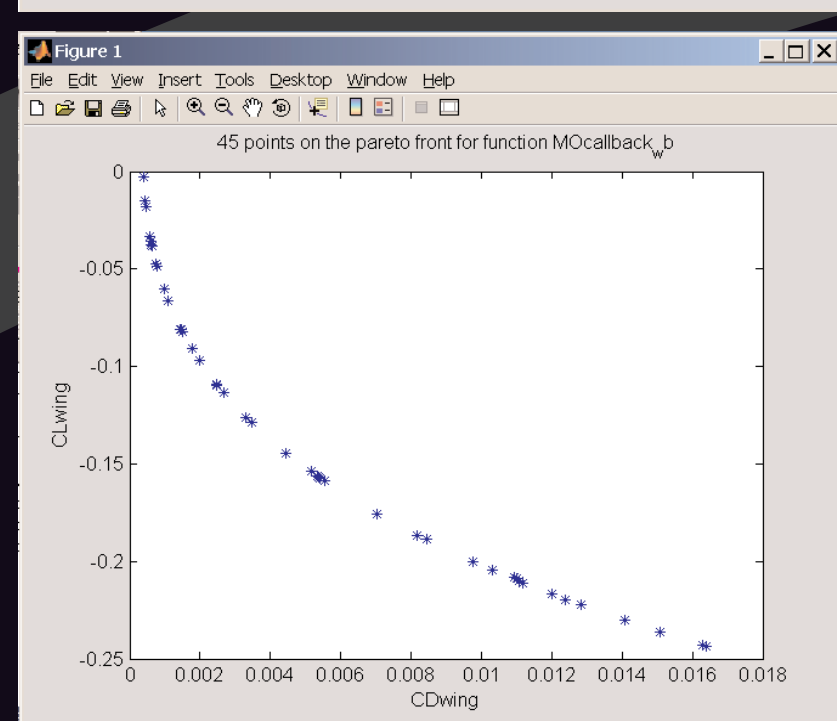 Figure 1
File Edit View Insert Tools Desktop Window Help
45 points on the pareto front for function MOcallback_wb
0
-0.05
-0.1
-0.15
-0.2
-0.25
CLwing
0 0.002 0.004 0.006 0.008 0.01 0.012 0.014 0.016 0.018
CDwing